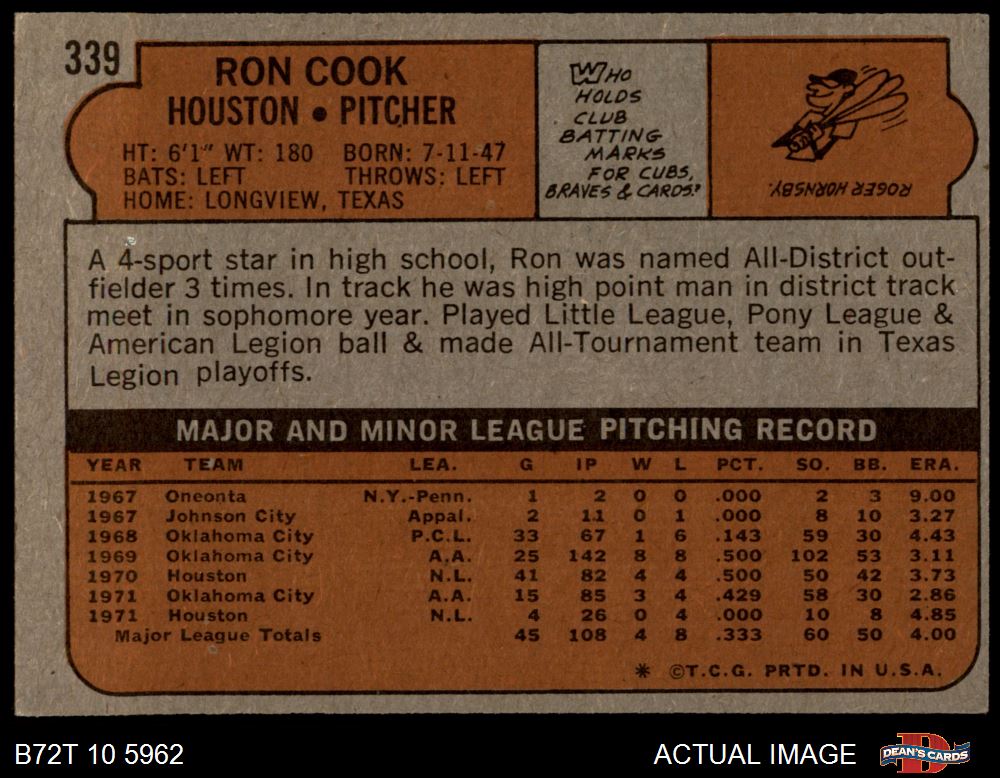 339
RON COOK
HOUSTON • PITCHER
HT: 6'1" WT: 180 BORN: 7-11-47
BATS: LEFT THROWS: LEFT
HOME: LONGVIEW, TEXAS
WHO
HOLDS
CLUB
BATTING
MARKS
FOR CUBS,
BRAVES & CARDS?
ROGER HORNSBY.
A 4-sport star in high school, Ron was named All-District out-
fielder 3 times. In track he was high point man in district track
meet in sophomore year. Played Little League, Pony League &
American Legion ball & made All-Tournament team in Texas
Legion playoffs.
MAJOR AND MINOR LEAGUE PITCHING RECORD
YEAR TEAM LEA. G IP W L PCT. SO. BB. ERA.
1967 Oneonta N.Y.-Penn. 1 2 0 0 .000 2 3 9.00
1967 Johnson City Appal. 2 11 0 1 .000 8 10 3.27
1968 Oklahoma City P.C.L. 33 67 1 6 .143 59 30 4.43
1969 Oklahoma City A.A. 25 142 8 8 .500 102 53 3.11
1970 Houston N.L. 41 82 4 4 .500 50 42 3.73
1971 Oklahoma City A.A. 15 85 3 4 .429 58 30 2.86
1971 Houston N.L. 4 26 0 4 .000 10 8 4.85
Major League Totals 45 108 4 8 .333 60 50 4.00
* ©T.C.G. PRTD. IN U.S.A.
B72T 10 5962 ACTUAL IMAGE DEAN'S CARDS